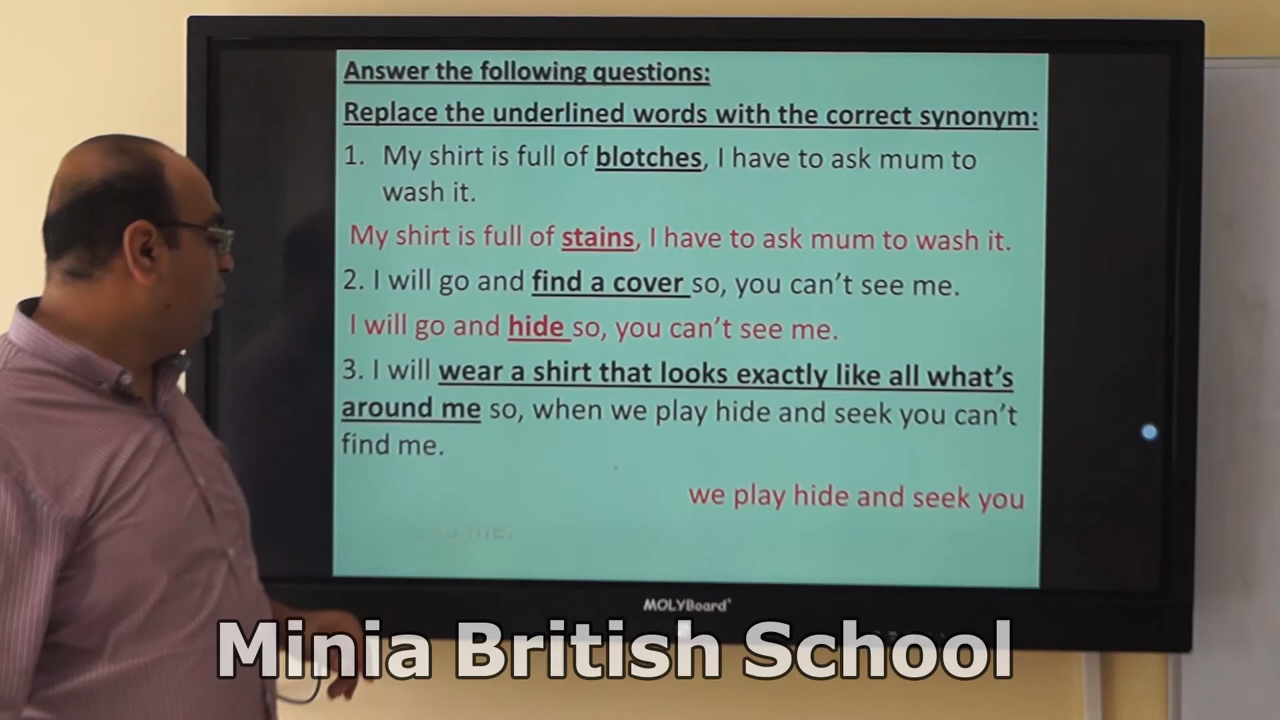 Answer the following questions:
Replace the underlined words with the correct synonym:
1. My shirt is full of blotches, I have to ask mum to
wash it.
My shirt is full of stains, I have to ask mum to wash it.
2. I will go and find a cover so, you can't see me.
I will go and hide so, you can't see me.
3. I will wear a shirt that looks exactly like all what's
around me so, when we play hide and seek you can't
find me.
we play hide and seek you
MOLYBoard
Minia British School